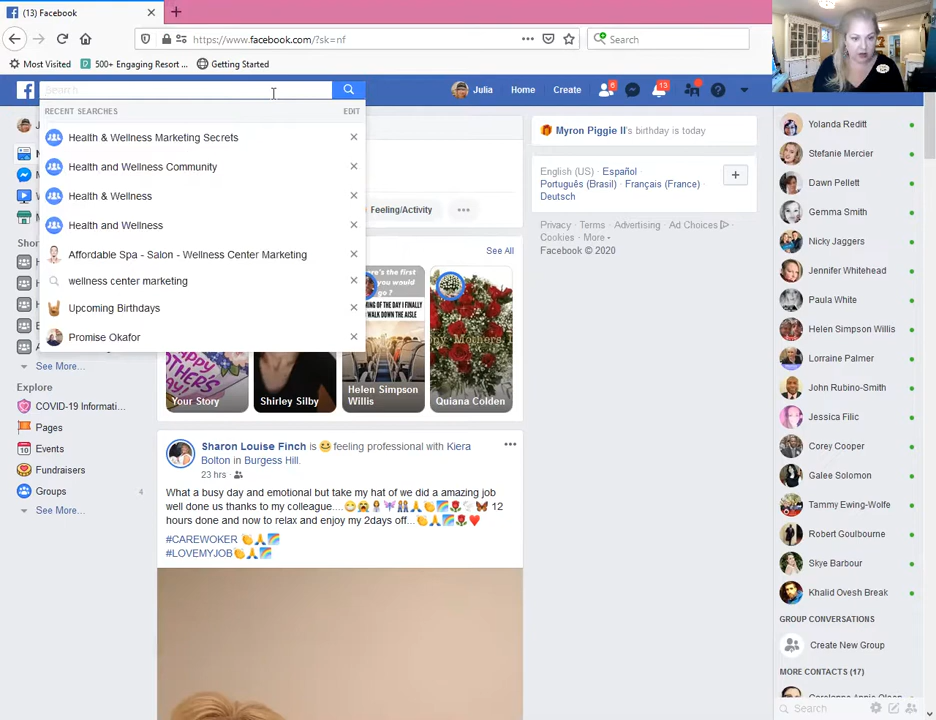 (13) Facebook
https://www.facebook.com/?sk=nf
Search
Most Visited
500+ Engaging Resort ...
Getting Started
Search
Julia
Home
Create
6
13
RECENT SEARCHES
EDIT
Health & Wellness Marketing Secrets
Health and Wellness Community
Health & Wellness
Health and Wellness
Affordable Spa - Salon - Wellness Center Marketing
wellness center marketing
Upcoming Birthdays
Promise Okafor
See More...
Explore
COVID-19 Informati...
Pages
Events
Fundraisers
Groups
4
See More...
Feeling/Activity
See All
Your Story
Shirley Silby
Helen Simpson
Willis
Quiana Colden
Sharon Louise Finch is feeling professional with Kiera
Bolton in Burgess Hill.
23 hrs
What a busy day and emotional but take my hat of we did a amazing job
well done us thanks to my colleague.... 12
hours done and now to relax and enjoy my 2days off...
#CAREWOKER
#LOVEMYJOB
Myron Piggie II's birthday is today
English (US) · Español ·
Português (Brasil) · Français (France) ·
Deutsch
Privacy · Terms · Advertising · Ad Choices ·
Cookies · More
Facebook © 2020
Yolanda Reditt
Stefanie Mercier
Dawn Pellett
Gemma Smith
Nicky Jaggers
Jennifer Whitehead
Paula White
Helen Simpson Willis
Lorraine Palmer
John Rubino-Smith
Jessica Filic
Corey Cooper
Galee Solomon
Tammy Ewing-Wolfe
Robert Goulbourne
Skye Barbour
Khalid Ovesh Break
GROUP CONVERSATIONS
Create New Group
MORE CONTACTS (17)
Search